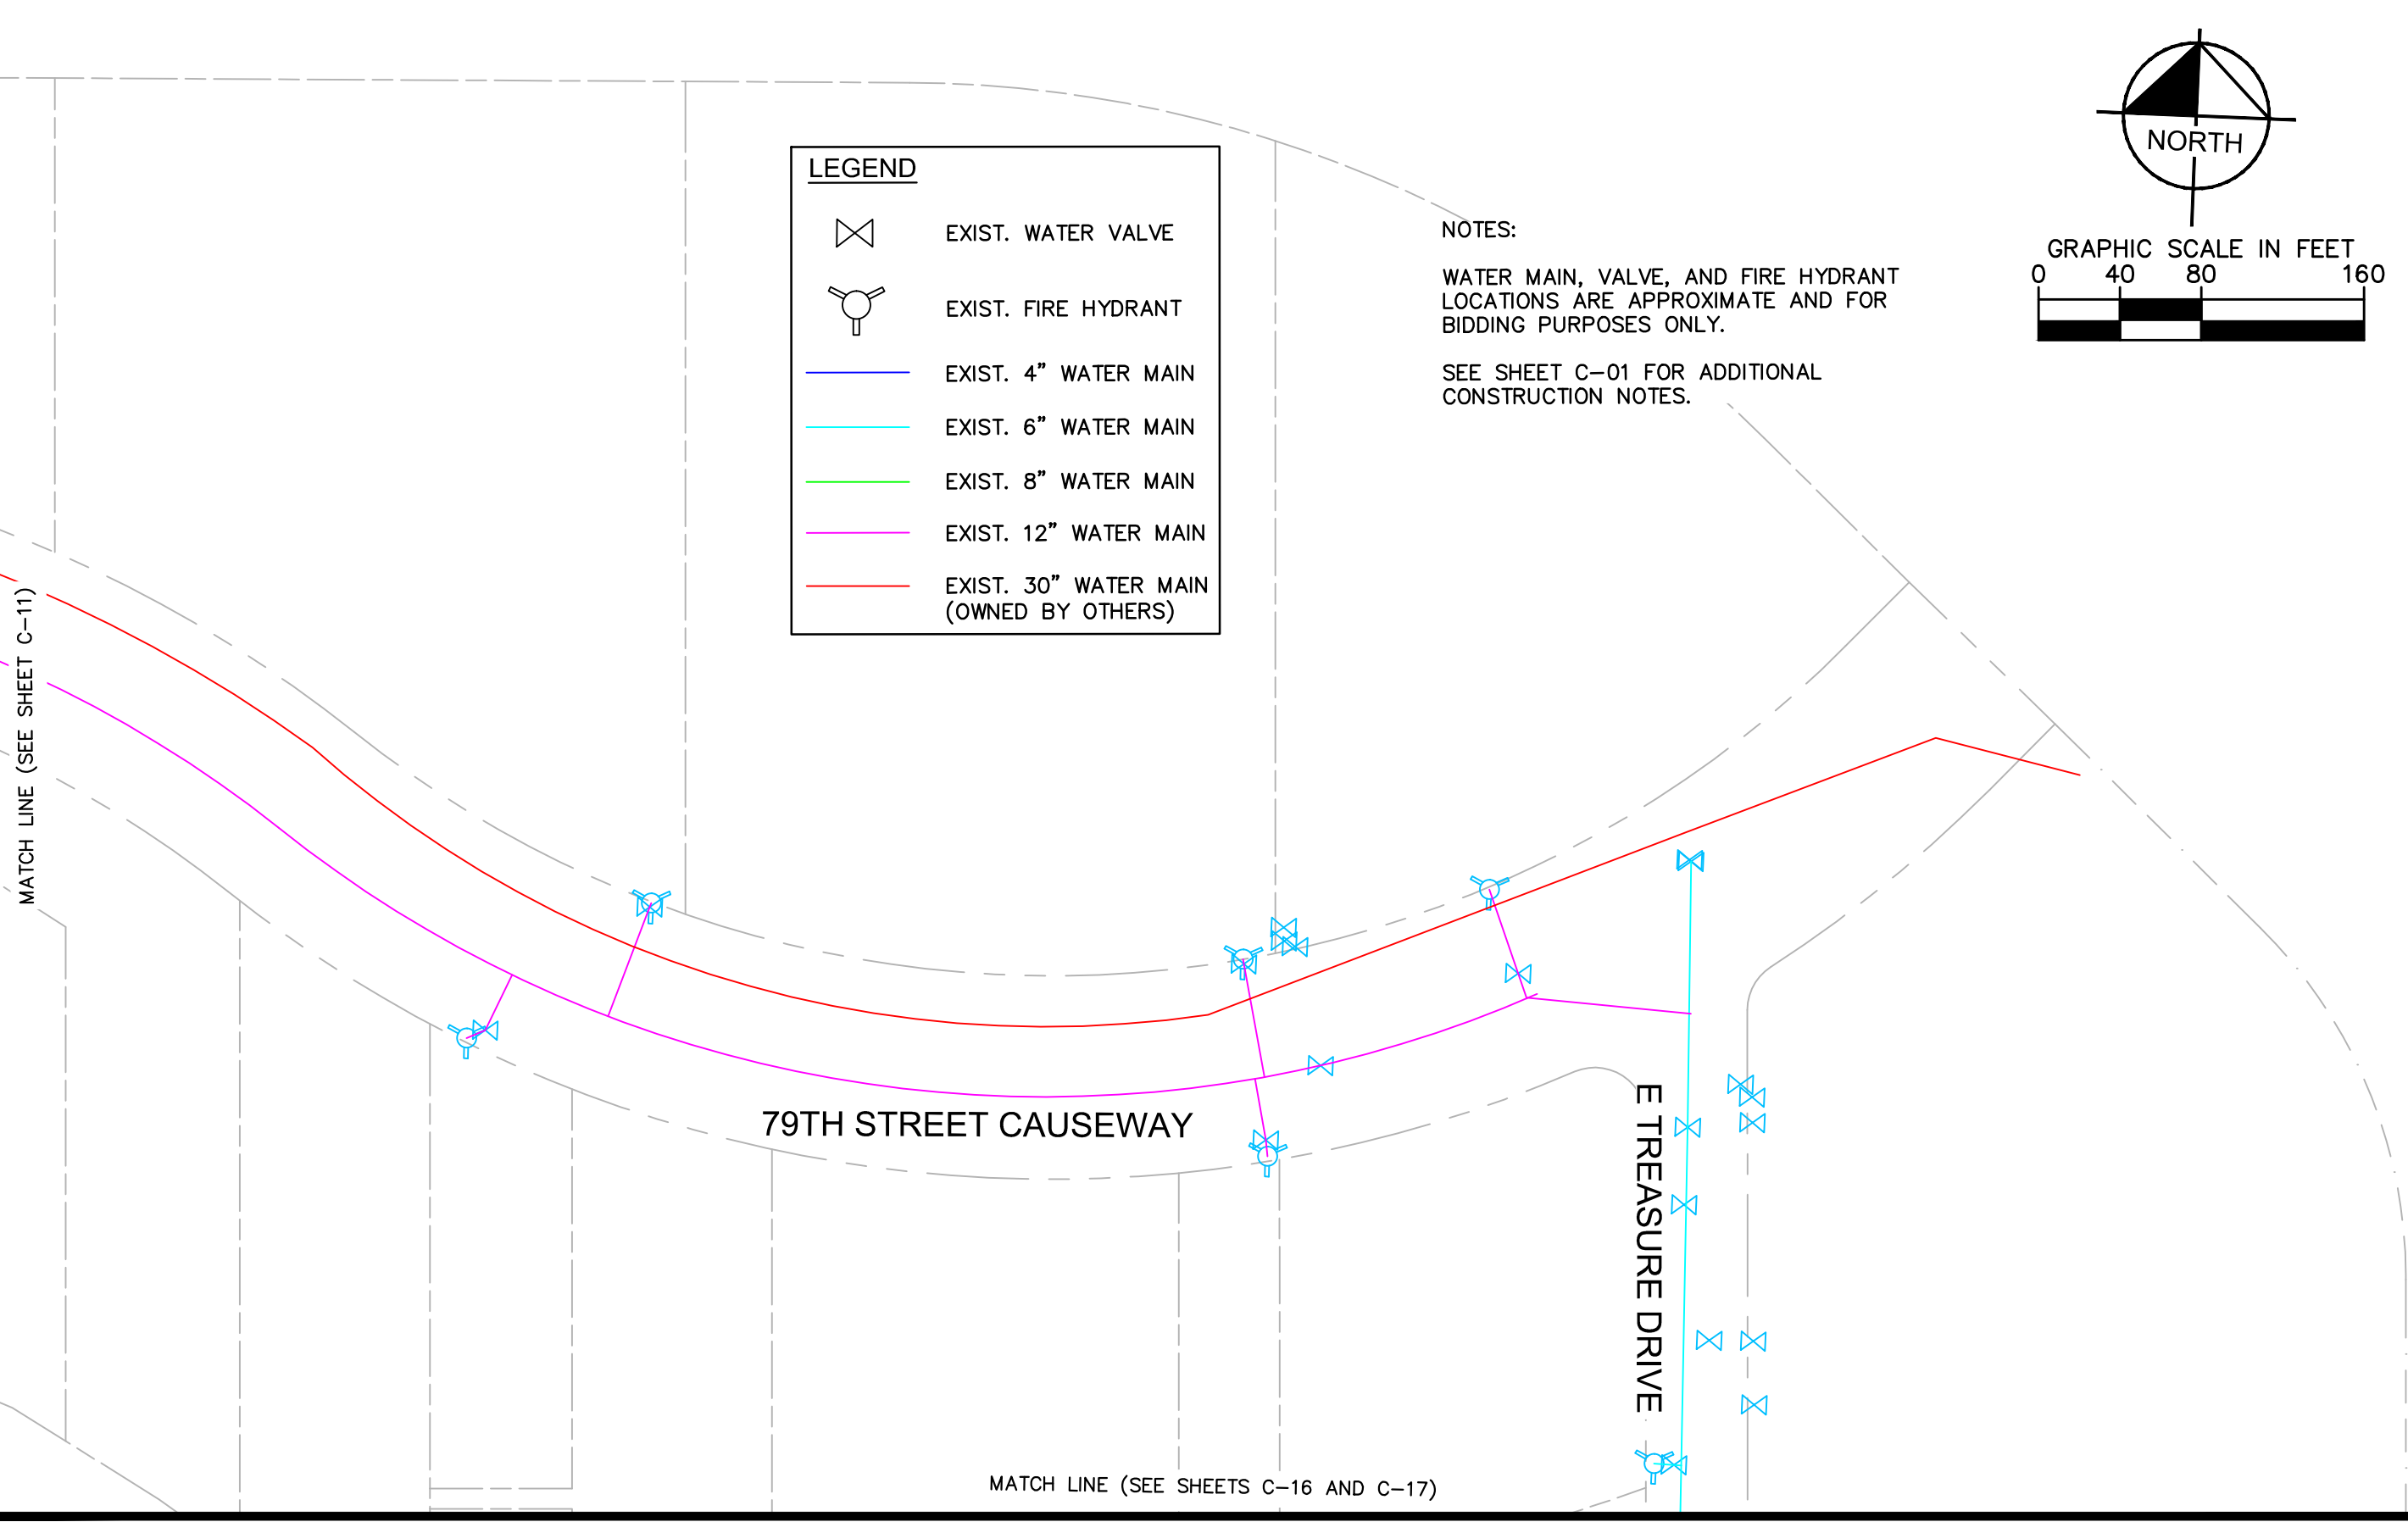 LEGEND
EXIST. WATER VALVE
EXIST. FIRE HYDRANT
EXIST. 4" WATER MAIN
EXIST. 6" WATER MAIN
EXIST. 8" WATER MAIN
EXIST. 12" WATER MAIN
EXIST. 30" WATER MAIN
(OWNED BY OTHERS)
NOTES:
WATER MAIN, VALVE, AND FIRE HYDRANT
LOCATIONS ARE APPROXIMATE AND FOR
BIDDING PURPOSES ONLY.
SEE SHEET C-01 FOR ADDITIONAL
CONSTRUCTION NOTES.
NORTH
GRAPHIC SCALE IN FEET
0 40 80 160
MATCH LINE (SEE SHEET C-11)
79TH STREET CAUSEWAY
E TREASURE DRIVE
MATCH LINE (SEE SHEETS C-16 AND C-17)